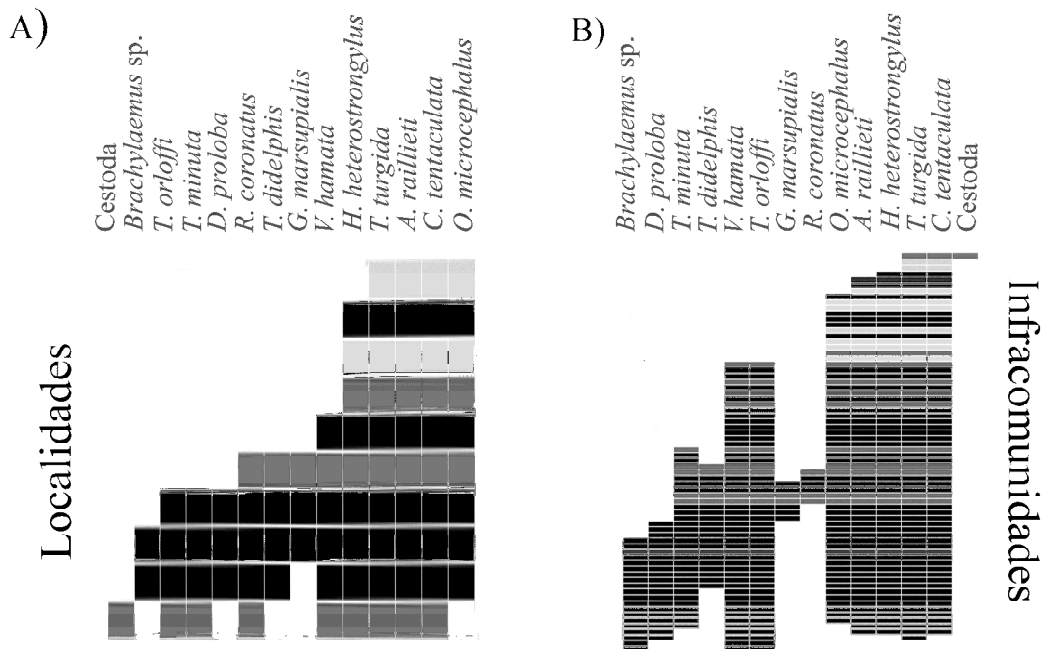 A)
Cestoda
Brachylaemus sp.
T. orloffi
T. minuta
D. proloba
R. coronatus
T. didelphis
G. marsupialis
V. hamata
H. heterostrongylus
T. turgida
A. raillieti
C. tentaculata
O. microcephalus
Localidades
B)
Brachylaemus sp.
D. proloba
T. minuta
T. didelphis
V. hamata
T. orloffi
G. marsupialis
R. coronatus
O. microcephalus
A. raillieti
H. heterostrongylus
T. turgida
C. tentaculata
Cestoda
Infracomunidades